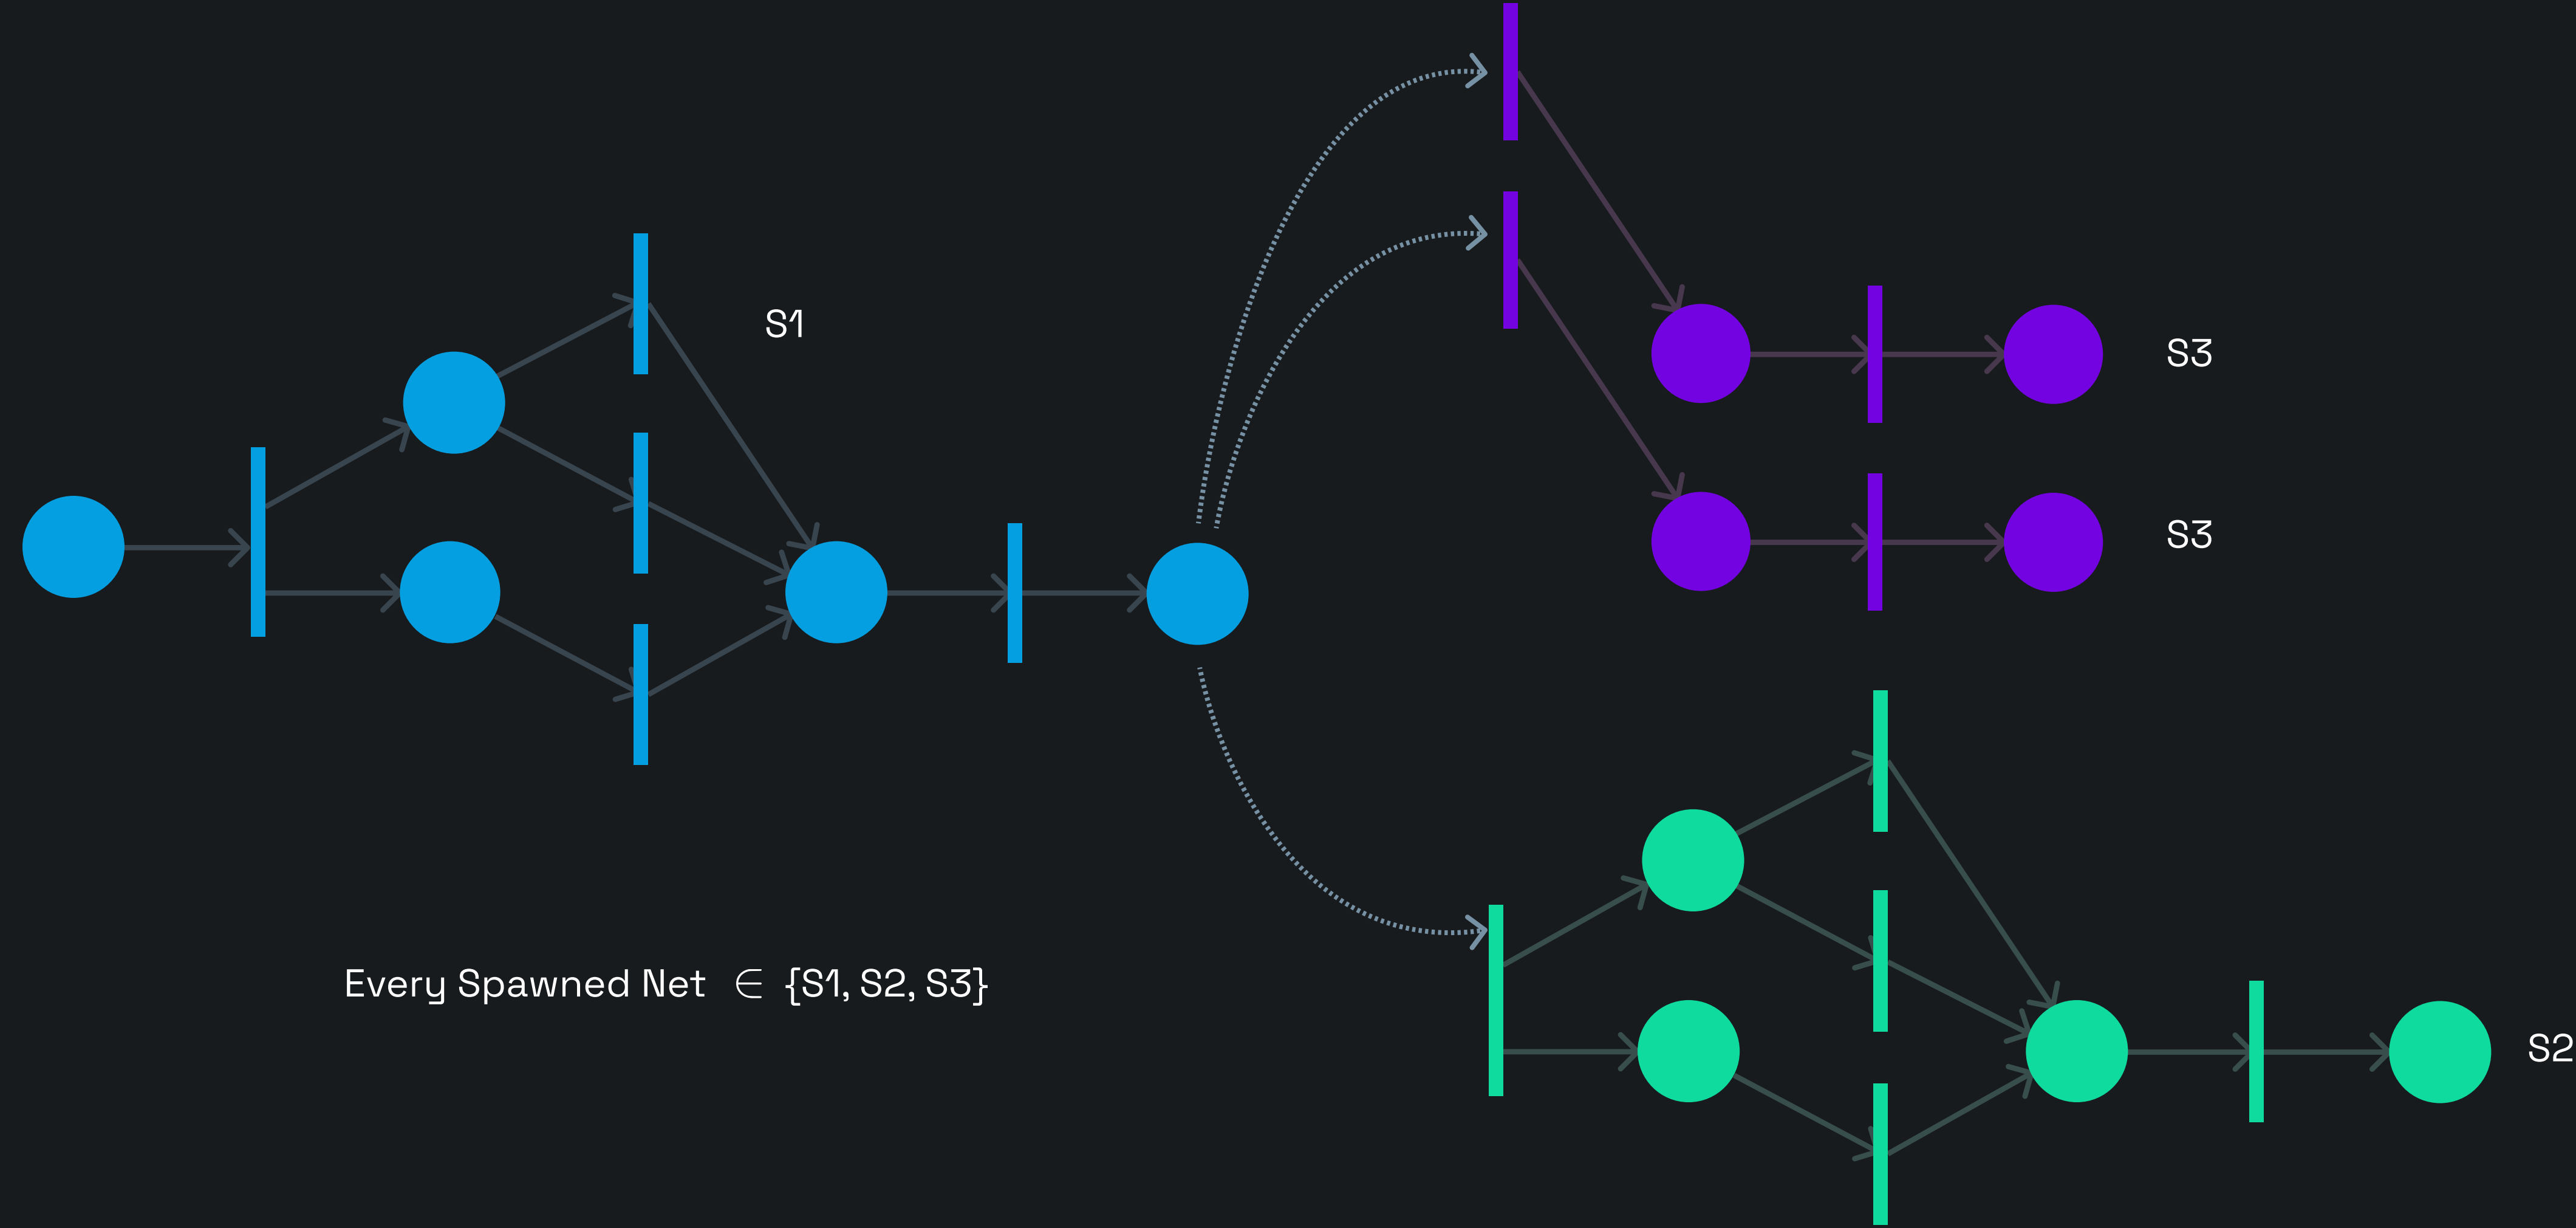 S1
S3
S3
Every Spawned Net ∈ {S1, S2, S3}
S2